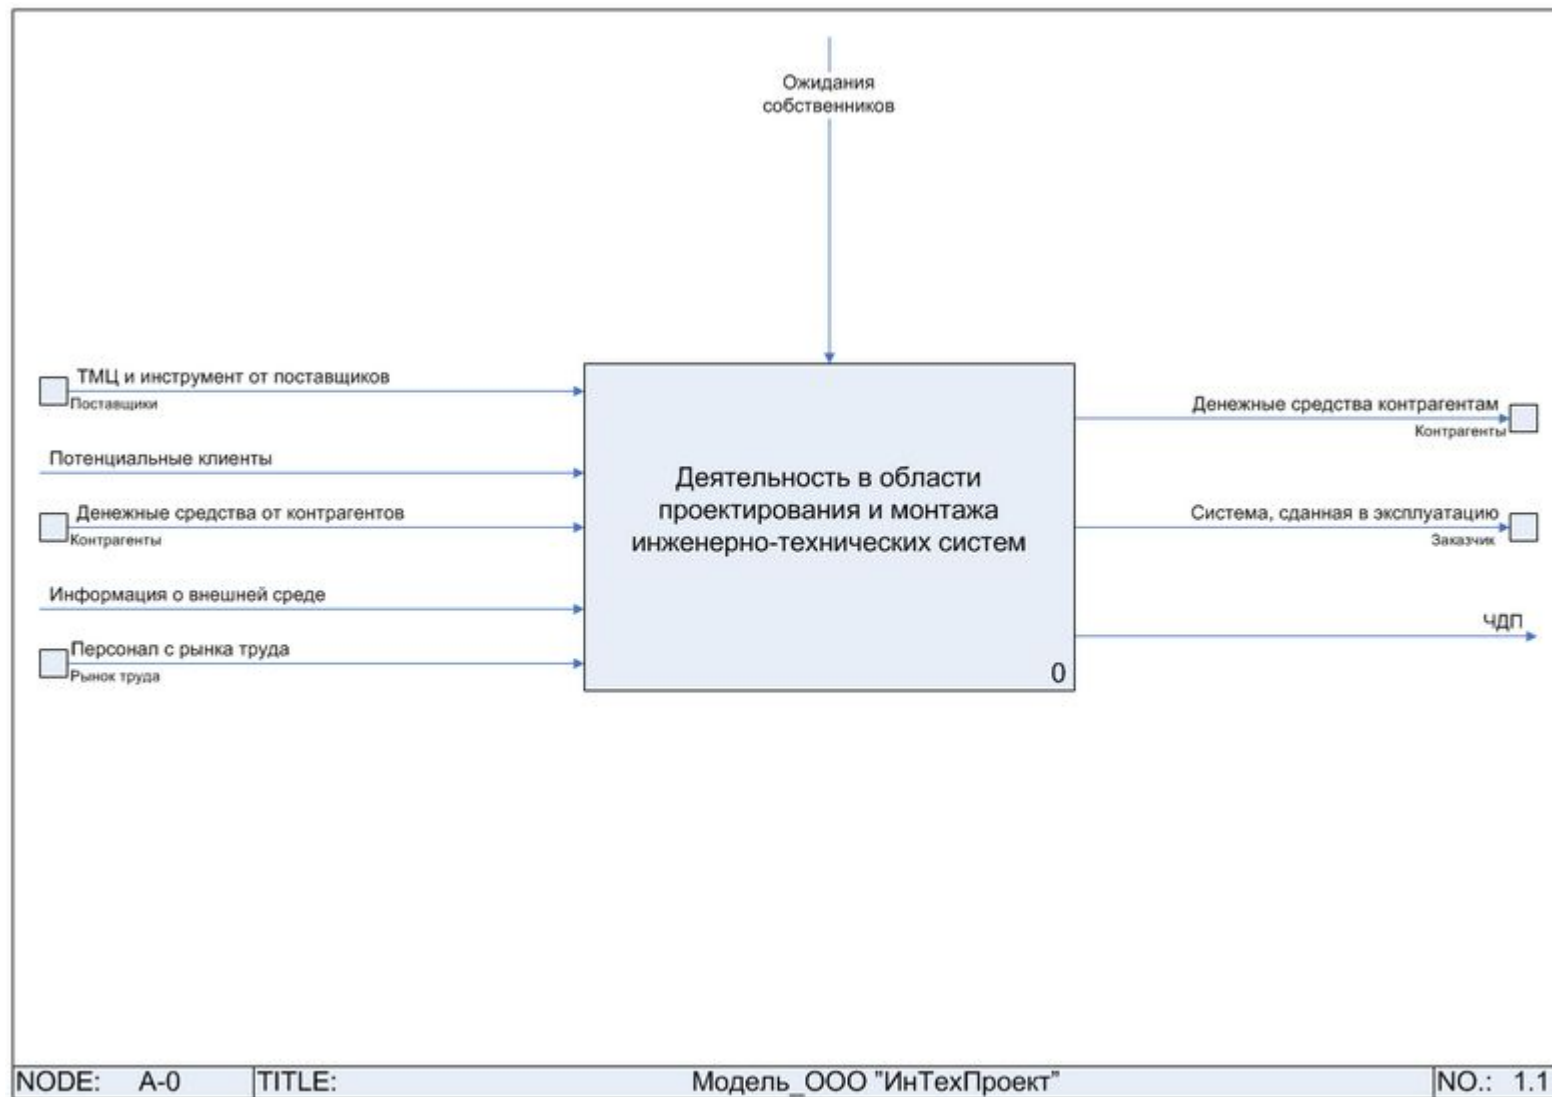 Ожидания
собственников
ТМЦ и инструмент от поставщиков
Поставщики
Потенциальные клиенты
Денежные средства от контрагентов
Контрагенты
Информация о внешней среде
Персонал с рынка труда
Рынок труда
Деятельность в области
проектирования и монтажа
инженерно-технических систем
0
Денежные средства контрагентам
Контрагенты
Система, сданная в эксплуатацию
Заказчик
ЧДП
NODE: A-0 TITLE: Модель_ООО "ИнТехПроект" NO.: 1.1